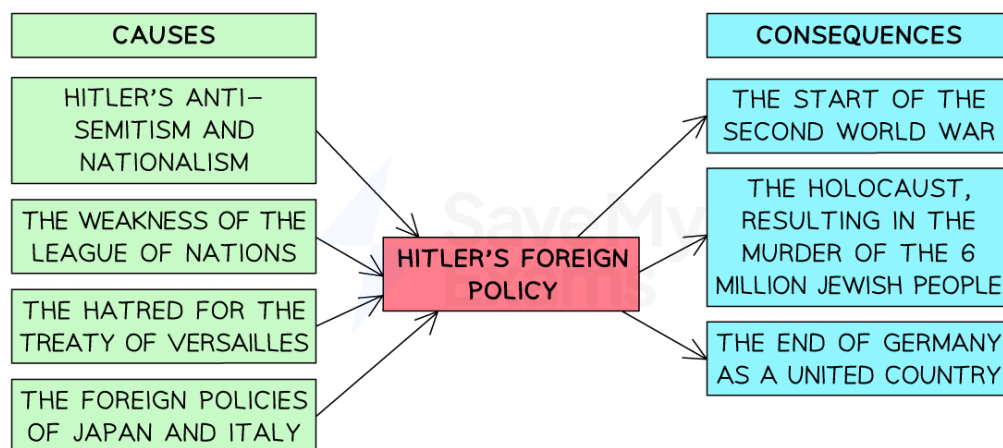 CAUSES
HITLER'S ANTI-
SEMITISM AND
NATIONALISM
THE WEAKNESS OF THE
LEAGUE OF NATIONS
THE HATRED FOR THE
TREATY OF VERSAILLES
THE FOREIGN POLICIES
OF JAPAN AND ITALY
SaveMy
Exams
HITLER'S FOREIGN
POLICY
CONSEQUENCES
THE START OF THE
SECOND WORLD WAR
THE HOLOCAUST,
RESULTING IN THE
MURDER OF THE 6
MILLION JEWISH PEOPLE
THE END OF GERMANY
AS A UNITED COUNTRY